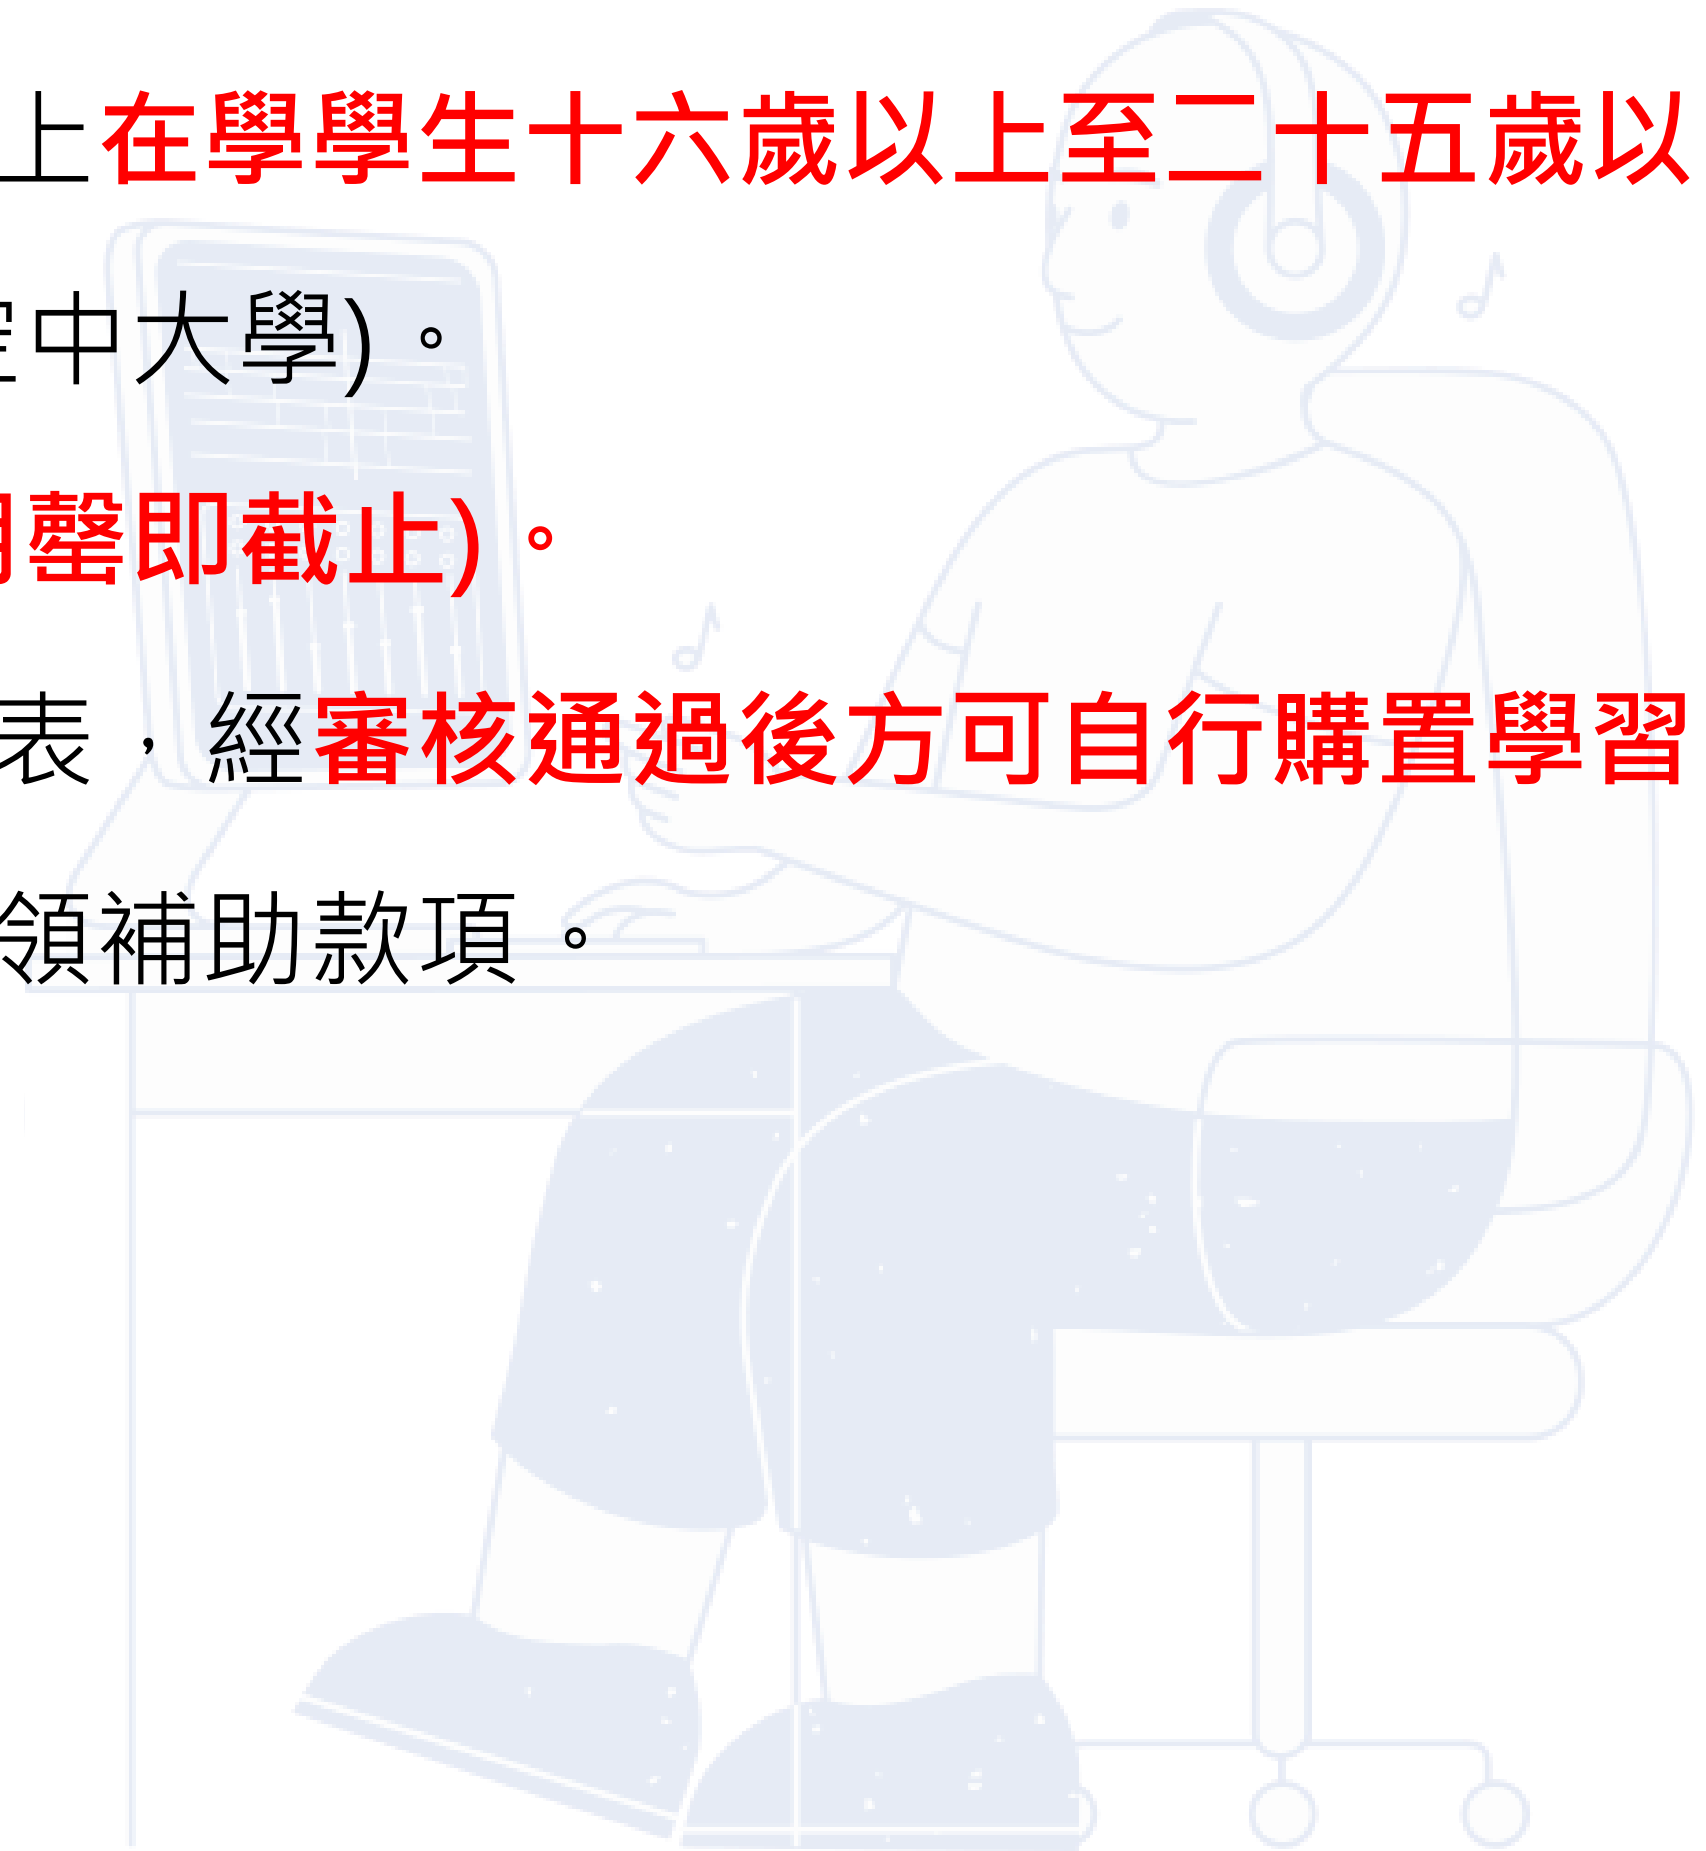 上在學學生十六歲以上至二十五歲以
空中大學)。
用罄即截止)。
表，經審核通過後方可自行購置學習
領補助款項。